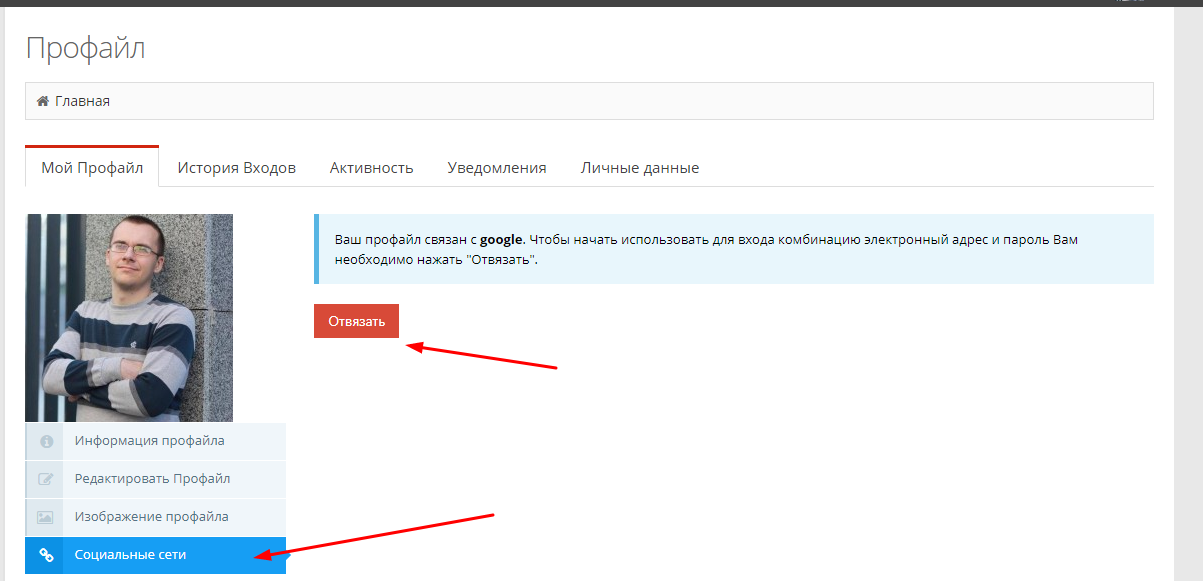 Профайл
Главная
Мой Профайл
История Входов
Активность
Уведомления
Личные данные
Ваш профайл связан с google. Чтобы начать использовать для входа комбинацию электронный адрес и пароль Вам
необходимо нажать "Отвязать".
Отвязать
Информация профайла
Редактировать Профайл
Изображение профайла
Социальные сети